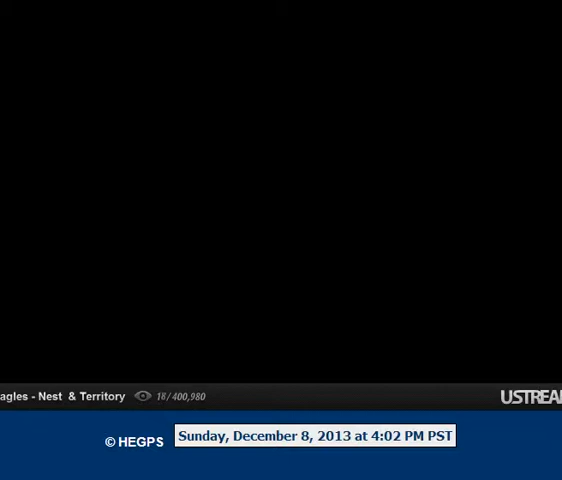 agles - Nest & Territory 18/400,980 USTREA
© HEGPS Sunday, December 8, 2013 at 4:02 PM PST